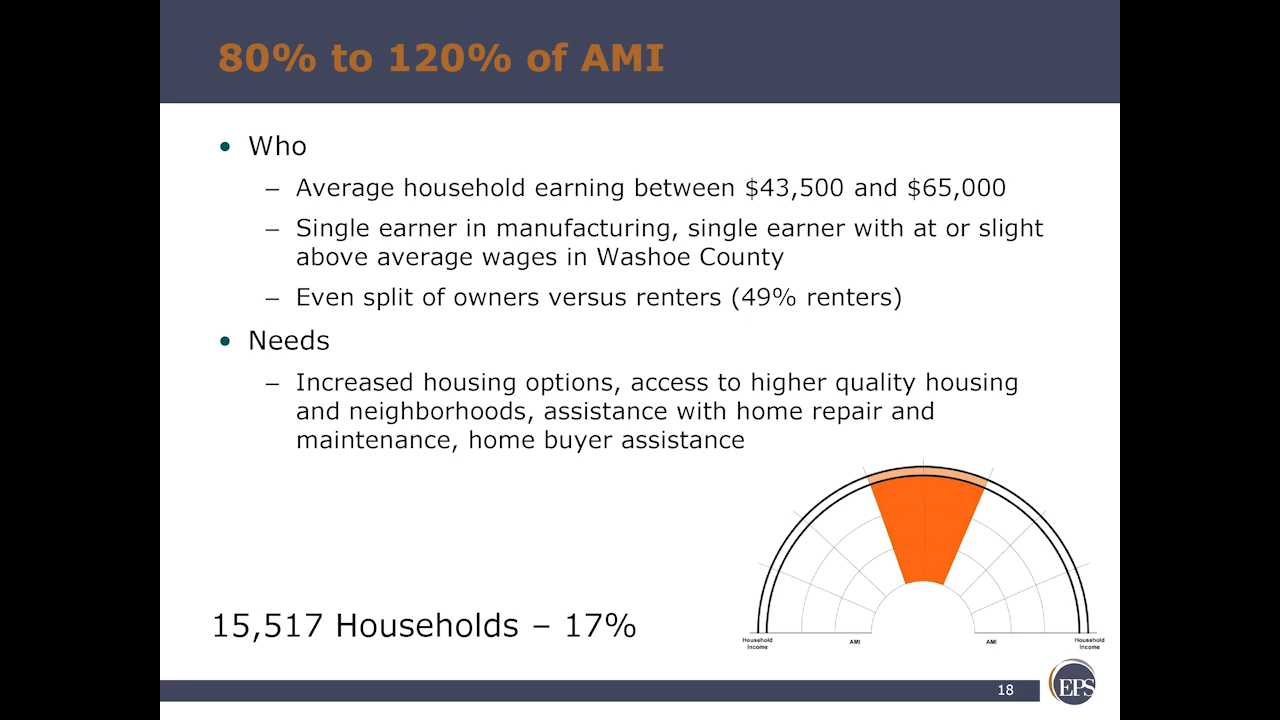 80% to 120% of AMI
• Who
– Average household earning between $43,500 and $65,000
– Single earner in manufacturing, single earner with at or slight
above average wages in Washoe County
– Even split of owners versus renters (49% renters)
• Needs
– Increased housing options, access to higher quality housing
and neighborhoods, assistance with home repair and
maintenance, home buyer assistance
15,517 Households – 17%
Household
Income
AMI
AMI
Household
Income
18
EPS